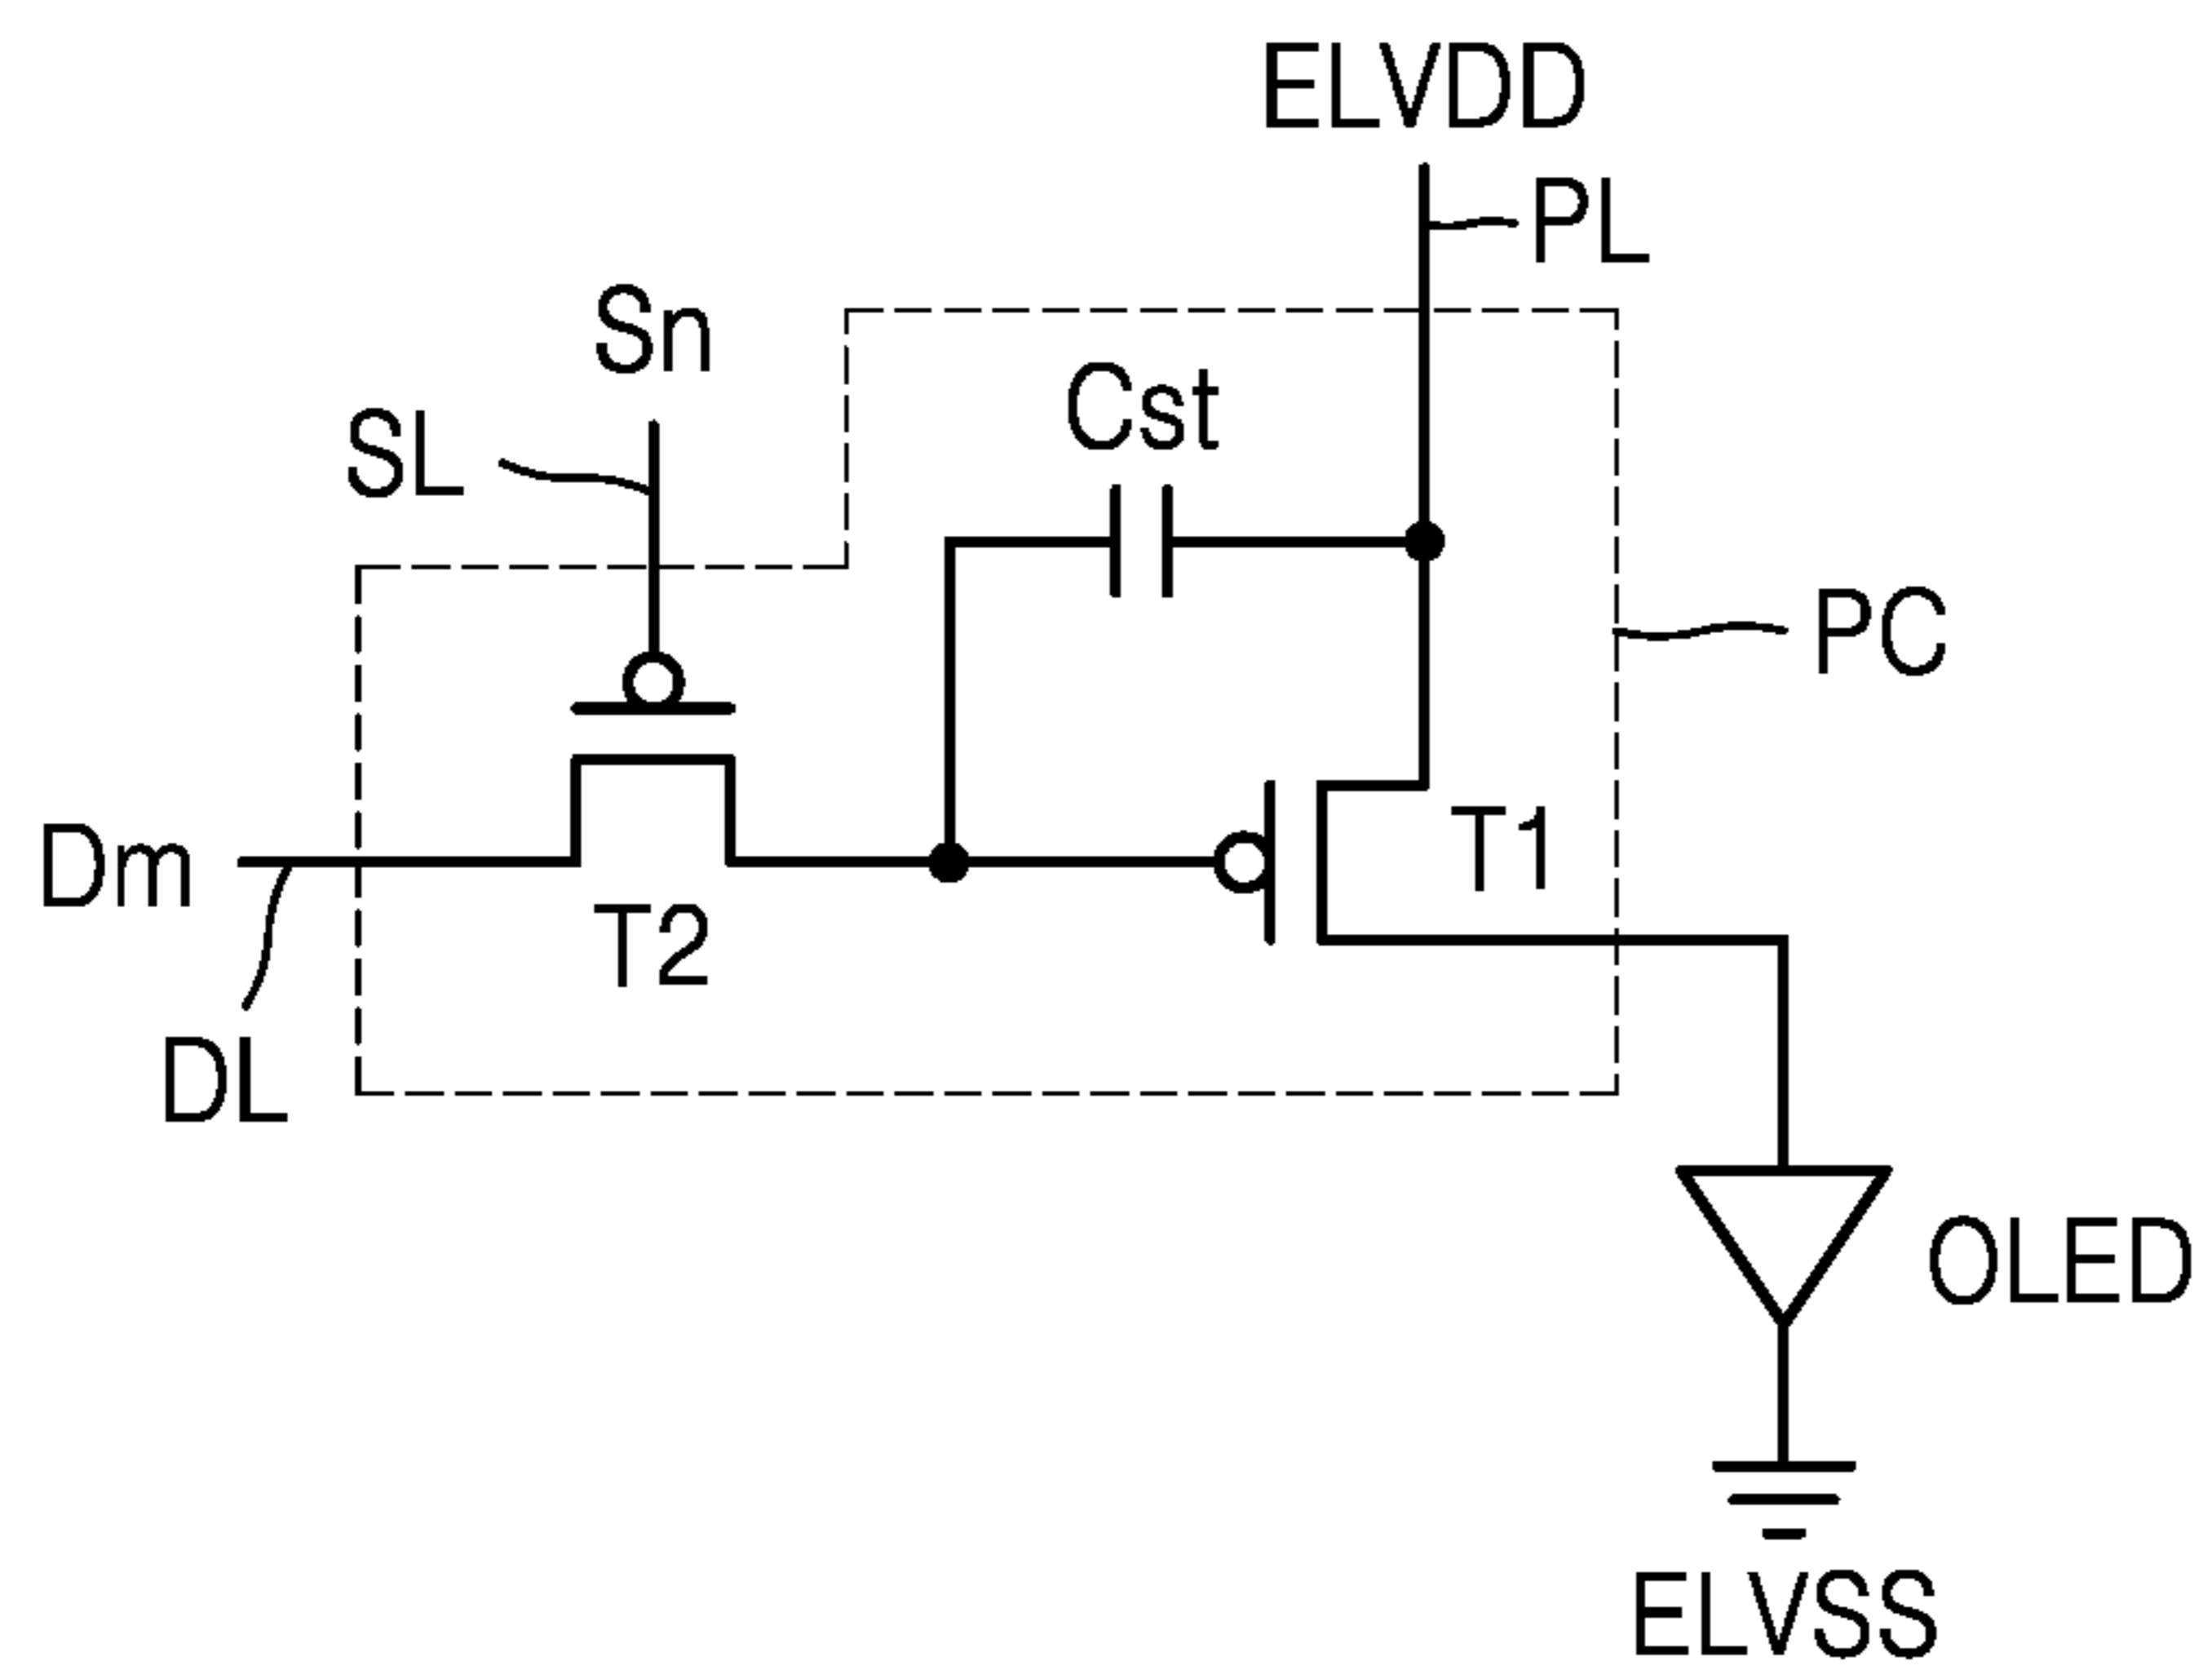 ELVDD
PL
Sn
Cst
SL
PC
T1
Dm
T2
DL
OLED
ELVSS